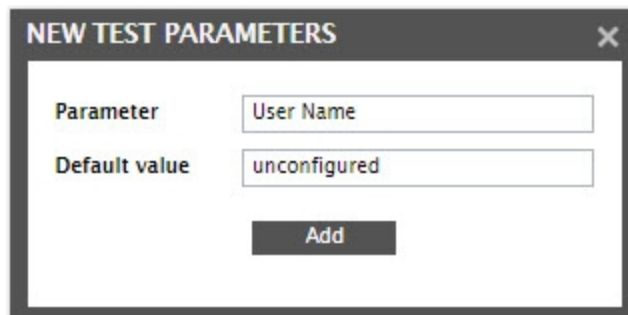 NEW TEST PARAMETERS
Parameter User Name
Default value unconfigured
Add